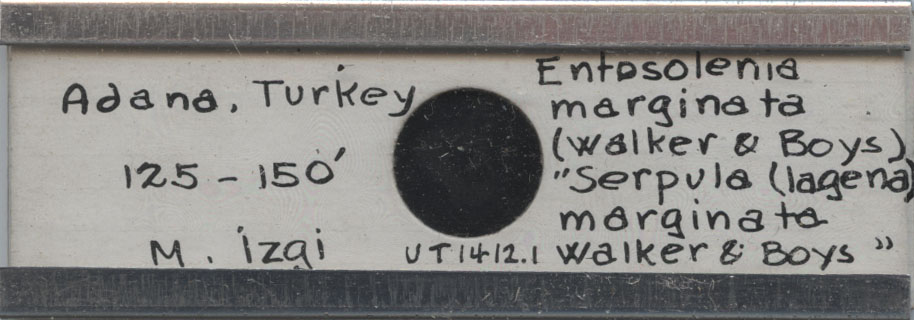 Adana, Turkey
125-150'
M. İzgi
UT1412.1
Entosolenia
marginata
(Walker & Boys)
"Serpula (lagena)
marginata
Walker & Boys"